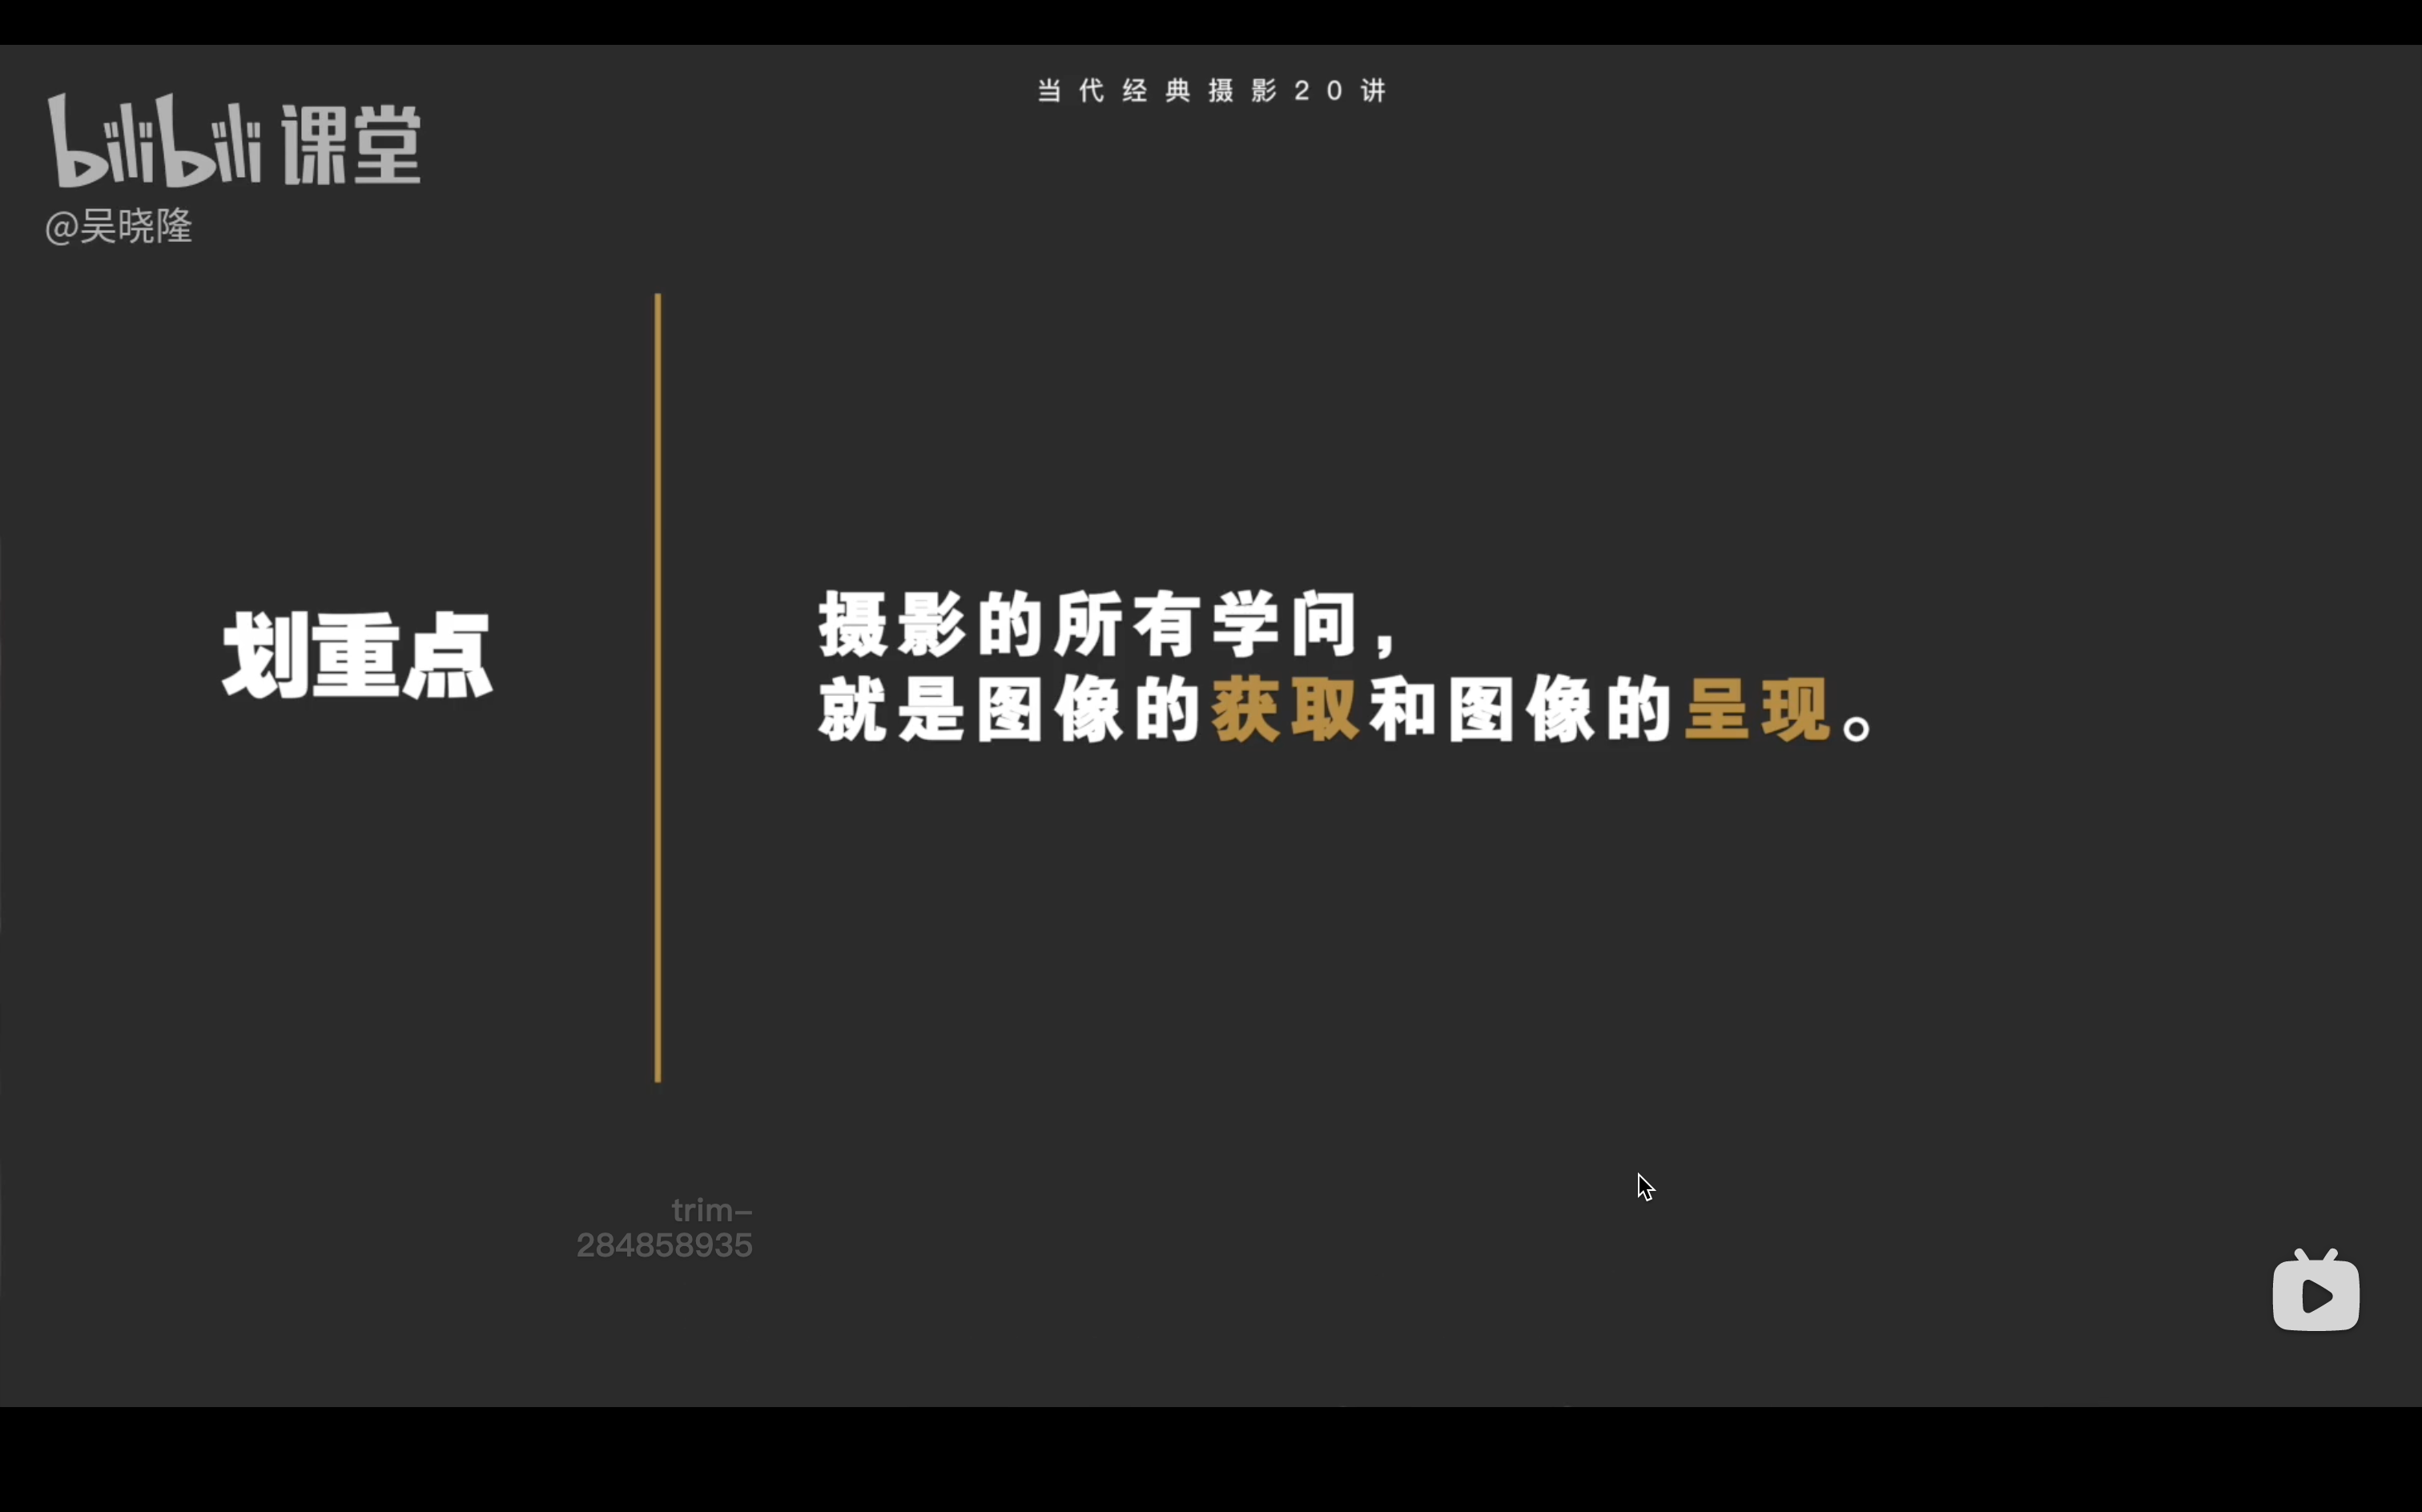 当代经典摄影20讲
bilibili课堂
@吴晓隆
划重点
摄影的所有学问，
就是图像的获取和图像的呈现。
trim-
284858935